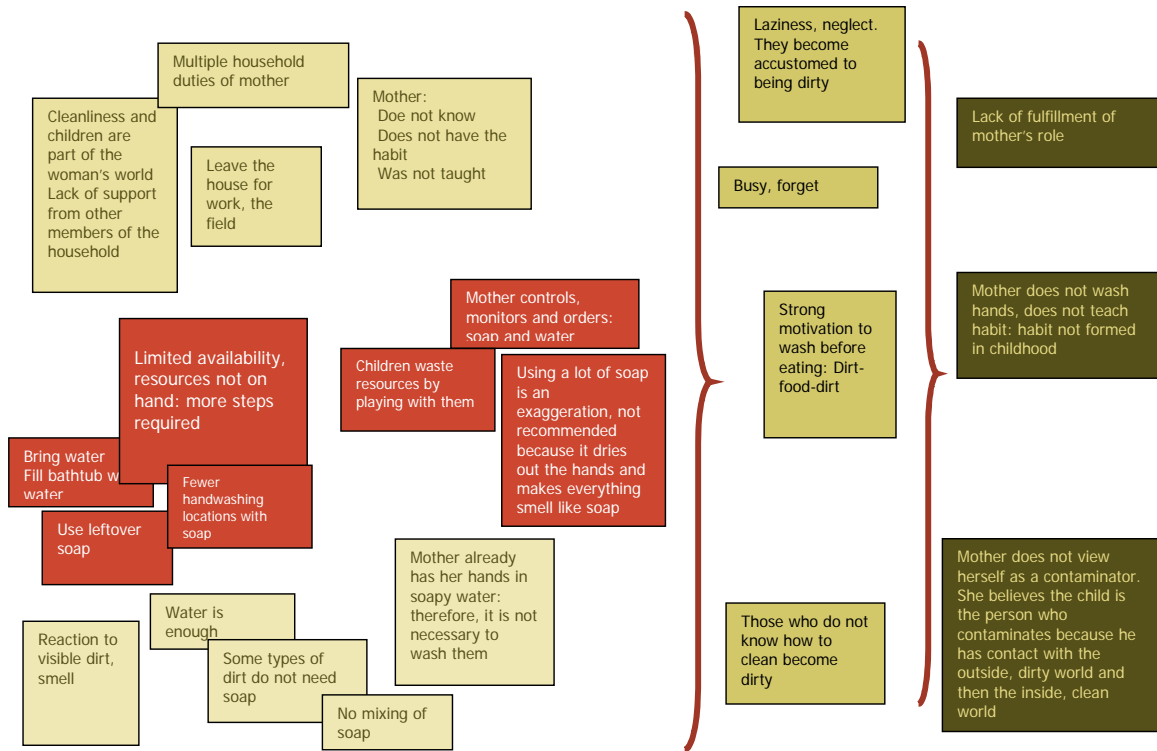 Multiple household
duties of mother
Cleanliness and
children are
part of the
woman's world
Lack of support
from other
members of the
household
Leave the
house for
work, the
field
Mother:
Doe not know
Does not have the
habit
Was not taught
Mother controls,
monitors and orders:
soap and water
Limited availability,
resources not on
hand: more steps
required
Children waste
resources by
playing with them
Using a lot of soap
is an
exaggeration, not
recommended
because it dries
out the hands and
makes everything
smell like soap
Bring water
Fill bathtub w
water
Fewer
handwashing
locations with
soap
Use leftover
soap
Mother already
has her hands in
soapy water:
therefore, it is not
necessary to
wash them
Water is
enough
Reaction to
visible dirt,
smell
Some types of
dirt do not need
soap
No mixing of
soap
Laziness, neglect.
They become
accustomed to
being dirty
Busy, forget
Strong
motivation to
wash before
eating: Dirt-
food-dirt
Those who do not
know how to
clean become
dirty
Lack of fulfillment of
mother's role
Mother does not wash
hands, does not teach
habit: habit not formed
in childhood
Mother does not view
herself as a contaminator.
She believes the child is
the person who
contaminates because he
has contact with the
outside, dirty world and
then the inside, clean
world